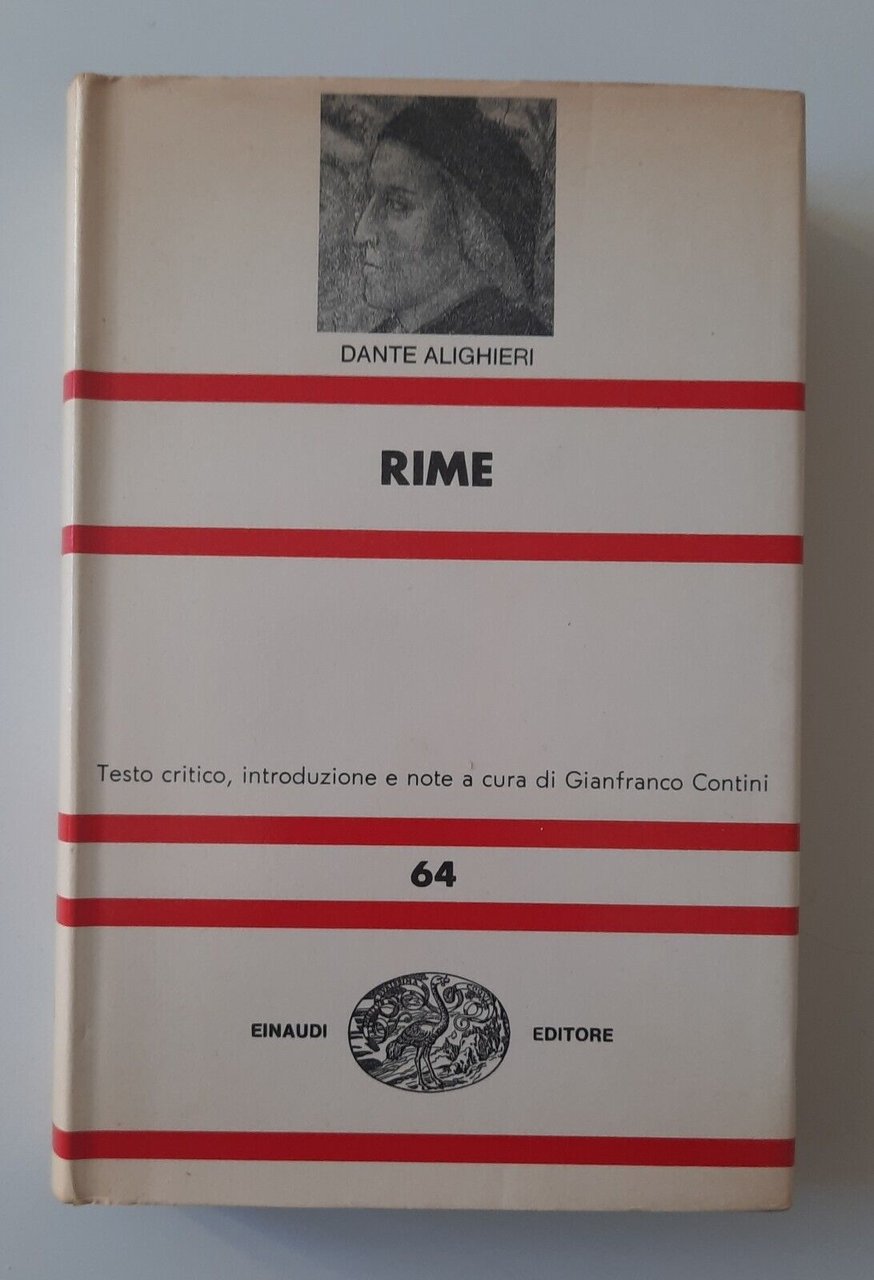 DANTE ALIGHIERI
RIME
Testo critico, introduzione e note a cura di Gianfranco Contini
64
EINAUDI
EDITORE